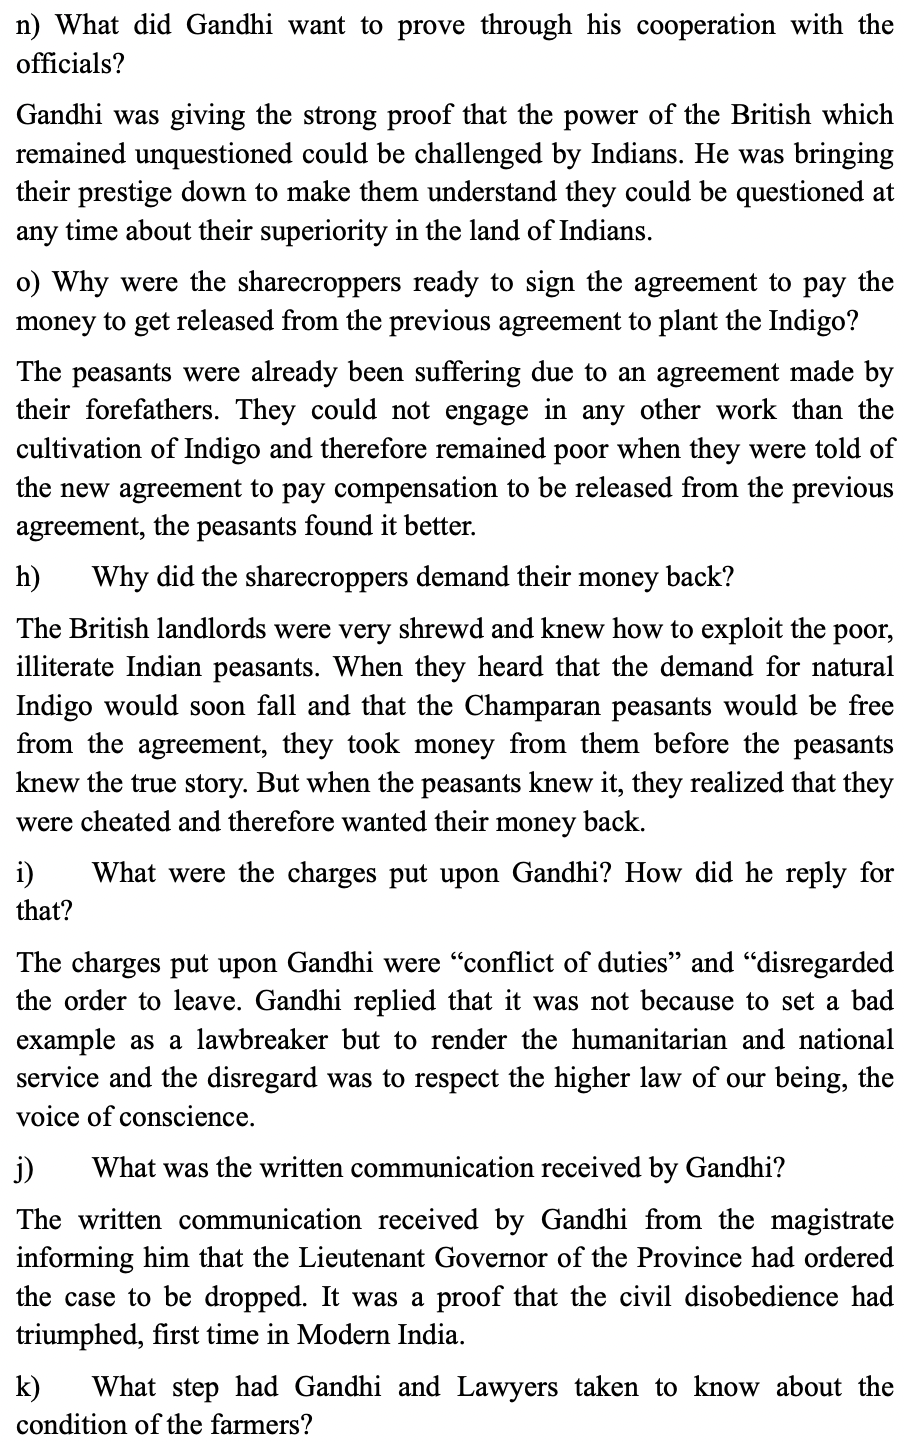 n) What did Gandhi want to prove through his cooperation with the
officials?
Gandhi was giving the strong proof that the power of the British which
remained unquestioned could be challenged by Indians. He was bringing
their prestige down to make them understand they could be questioned at
any time about their superiority in the land of Indians.
o) Why were the sharecroppers ready to sign the agreement to pay the
money to get released from the previous agreement to plant the Indigo?
The peasants were already been suffering due to an agreement made by
their forefathers. They could not engage in any other work than the
cultivation of Indigo and therefore remained poor when they were told of
the new agreement to pay compensation to be released from the previous
agreement, the peasants found it better.
h) Why did the sharecroppers demand their money back?
The British landlords were very shrewd and knew how to exploit the poor,
illiterate Indian peasants. When they heard that the demand for natural
Indigo would soon fall and that the Champaran peasants would be free
from the agreement, they took money from them before the peasants
knew the true story. But when the peasants knew it, they realized that they
were cheated and therefore wanted their money back.
i) What were the charges put upon Gandhi? How did he reply for
that?
The charges put upon Gandhi were “conflict of duties” and “disregarded
the order to leave. Gandhi replied that it was not because to set a bad
example as a lawbreaker but to render the humanitarian and national
service and the disregard was to respect the higher law of our being, the
voice of conscience.
j) What was the written communication received by Gandhi?
The written communication received by Gandhi from the magistrate
informing him that the Lieutenant Governor of the Province had ordered
the case to be dropped. It was a proof that the civil disobedience had
triumphed, first time in Modern India.
k) What step had Gandhi and Lawyers taken to know about the
condition of the farmers?